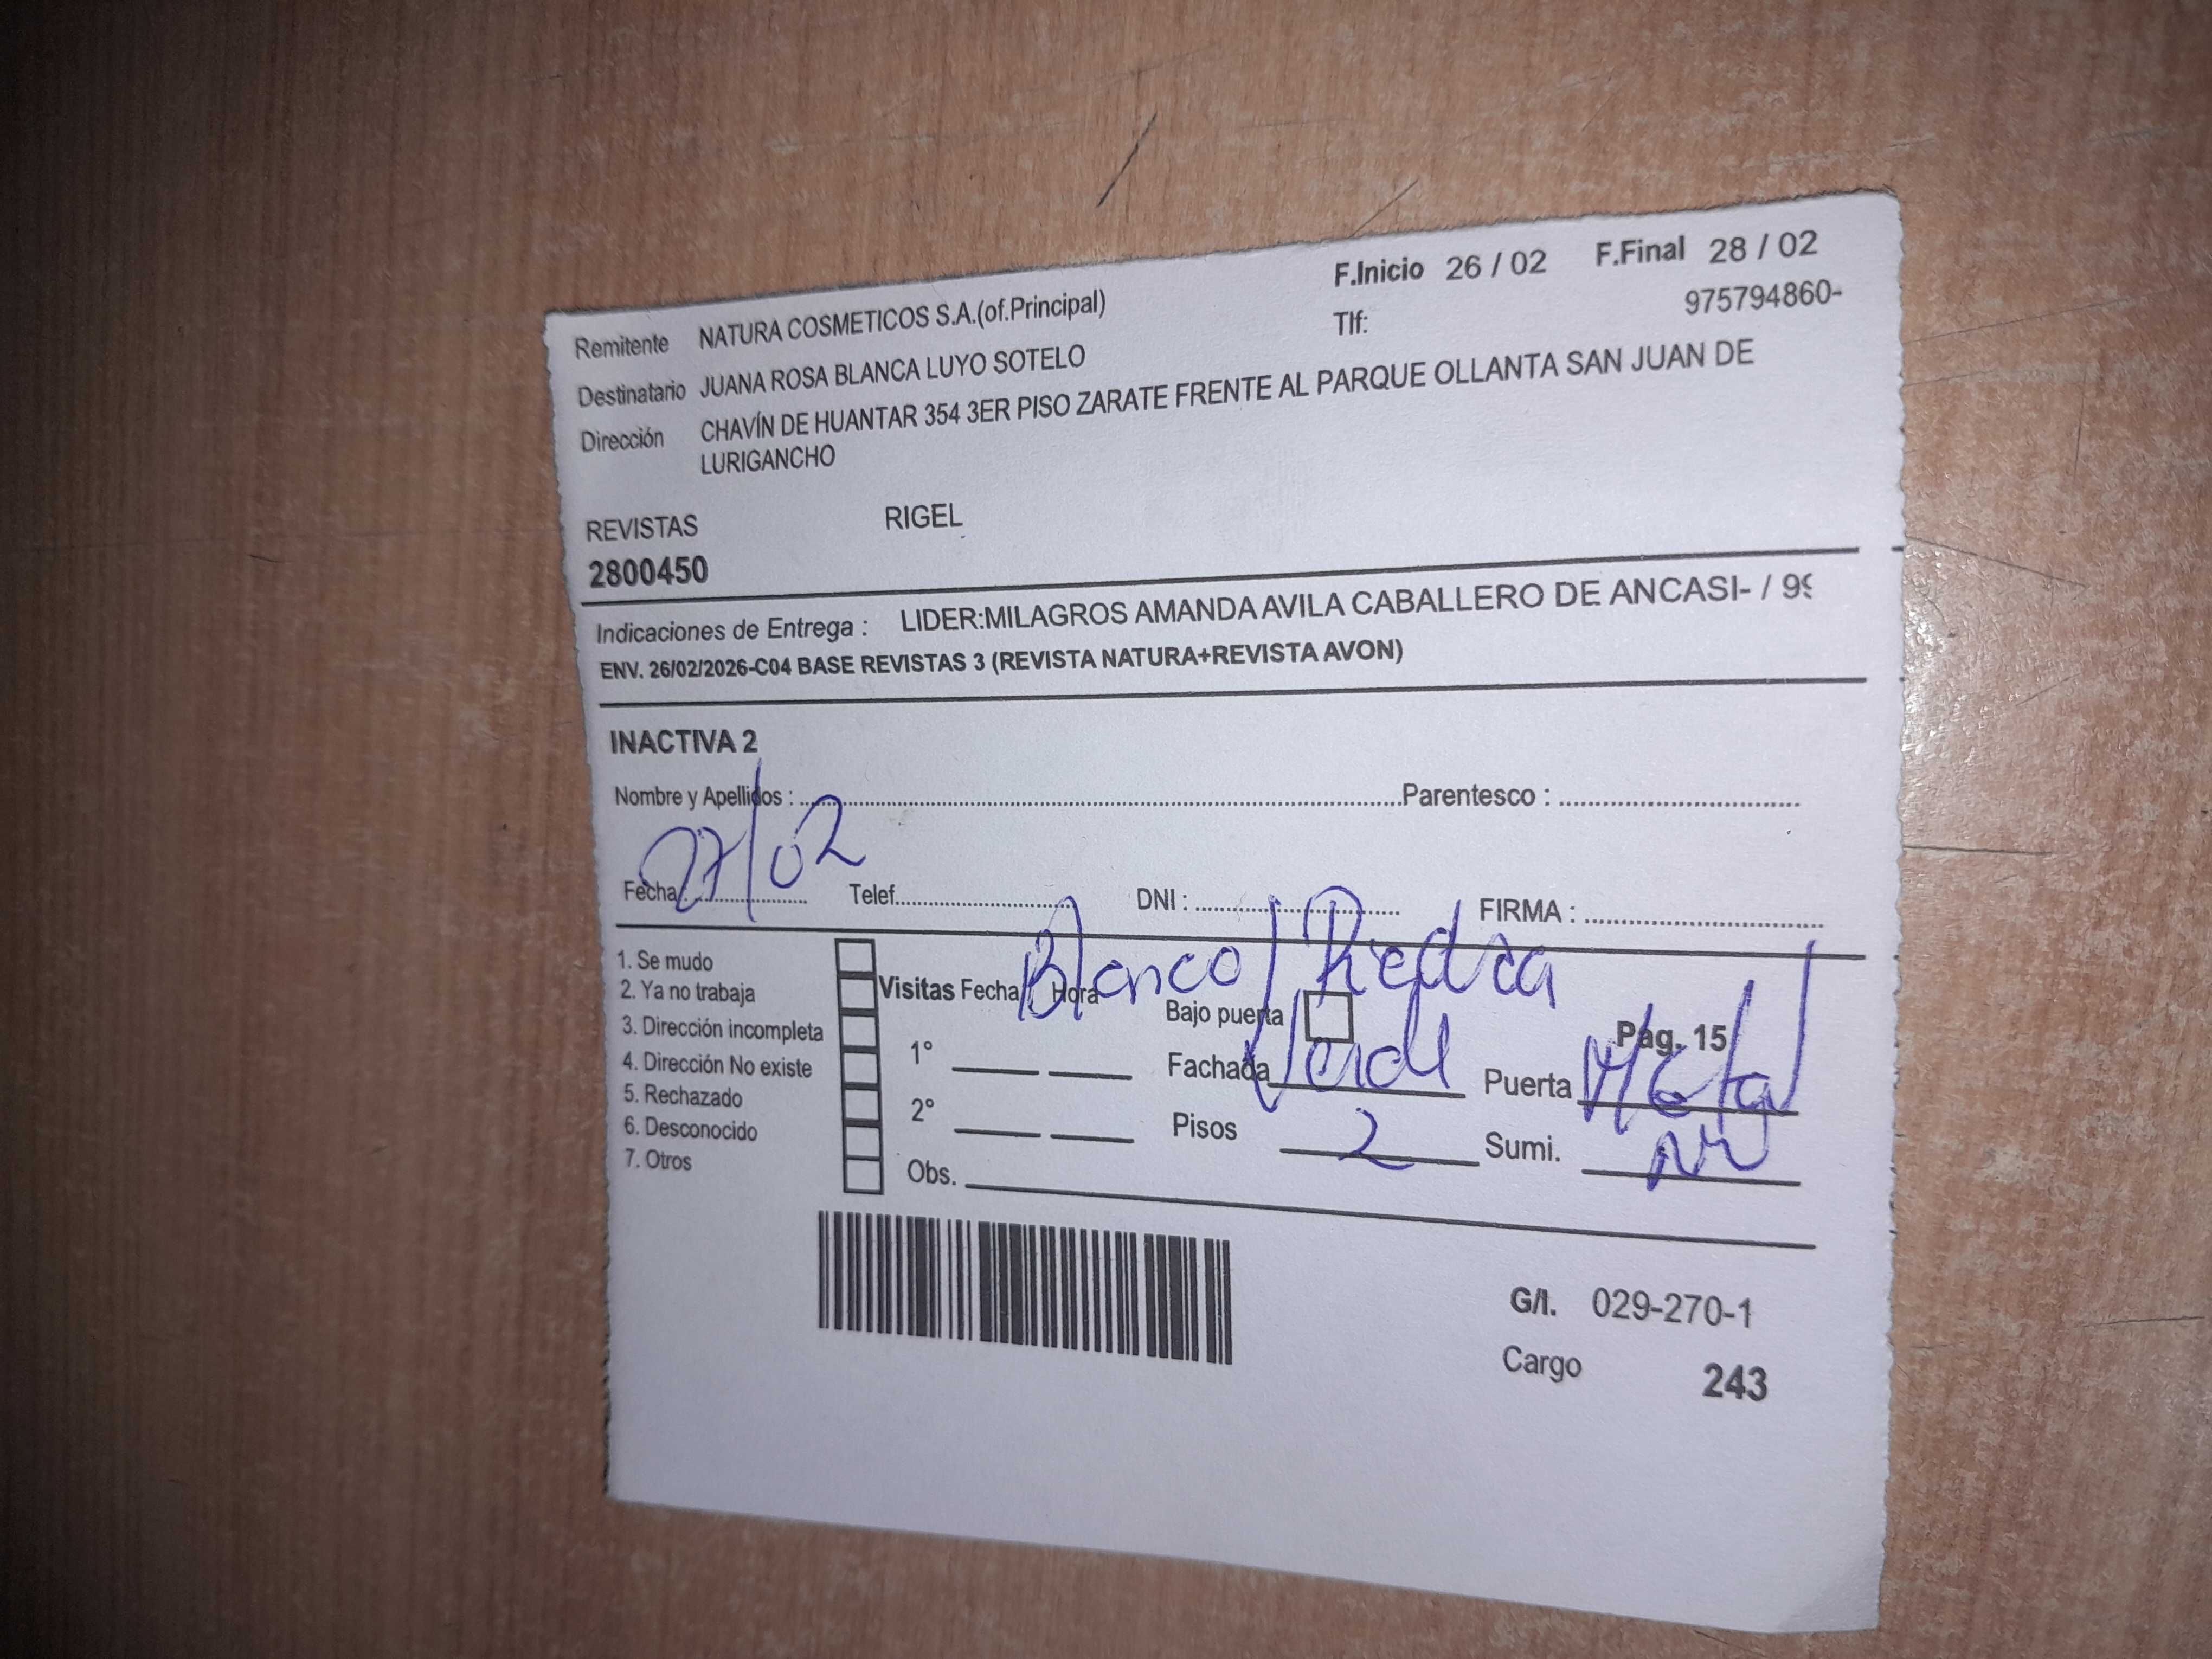 F.Inicio 26 / 02 F.Final 28 / 02
Remitente NATURA COSMETICOS S.A.(of.Principal) Tlf: 975794860-
Destinatario JUANA ROSA BLANCA LUYO SOTELO
Dirección CHAVÍN DE HUANTAR 354 3ER PISO ZARATE FRENTE AL PARQUE OLLANTA SAN JUAN DE
LURIGANCHO
REVISTAS RIGEL
2800450
Indicaciones de Entrega : LIDER:MILAGROS AMANDA AVILA CABALLERO DE ANCASI- / 99
ENV. 26/02/2026-C04 BASE REVISTAS 3 (REVISTA NATURA+REVISTA AVON)
INACTIVA 2
Nombre y Apellidos : Parentesco :
Fecha : 27/02 Telef. DNI : FIRMA :
Blanco/Piedra
1. Se mudo
2. Ya no trabaja
3. Dirección incompleta
4. Dirección No existe
5. Rechazado
6. Desconocido
7. Otros
Visitas Fecha / Hora Bajo puerta Pag. 15
1° Fachada /Verde Puerta Metal
2° Pisos 2 Sumi.
Obs.
G/I. 029-270-1
Cargo 243